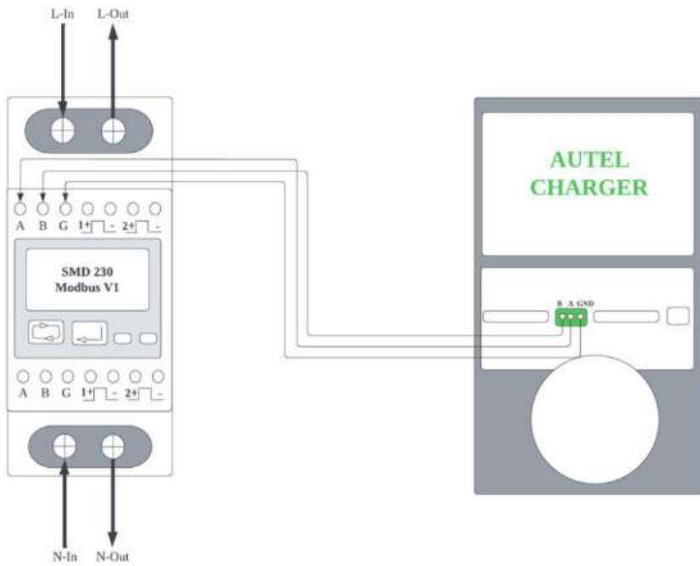 L-In L-Out
AUTEL
CHARGER
A B G 1+ - 2+ -
SMD 230
Modbus V1
B A GND
A B G 1+ - 2+ -
N-In N-Out